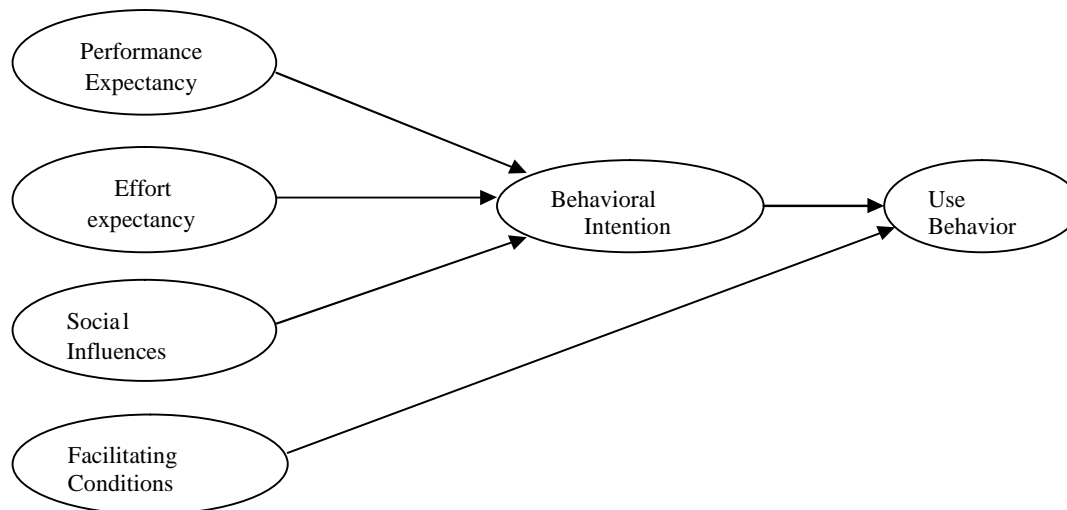 Performance
Expectancy
Effort
expectancy
Behavioral
Intention
Use
Behavior
Social
Influences
Facilitating
Conditions